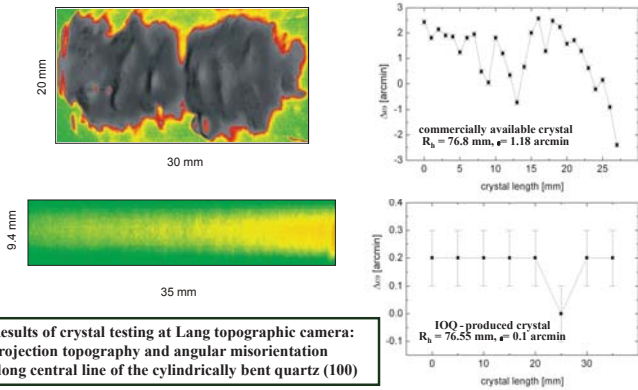 20 mm
30 mm
9.4 mm
35 mm
esults of crystal testing at Lang topographic camera:
rojection topography and angular misorientation
long central line of the cylindrically bent quartz (100)
3
2
1
0
-1
-2
-3
Δω [arcmin]
commercially available crystal
Rh = 76.8 mm, = 1.18 arcmin
0 5 10 15 20 25
crystal length [mm]
0.4
0.3
0.2
0.1
0.0
-0.1
Δω [arcmin]
IOQ - produced crystal
Rh = 76.55 mm, = 0.1 arcmin
0 10 20 30
crystal length [mm]